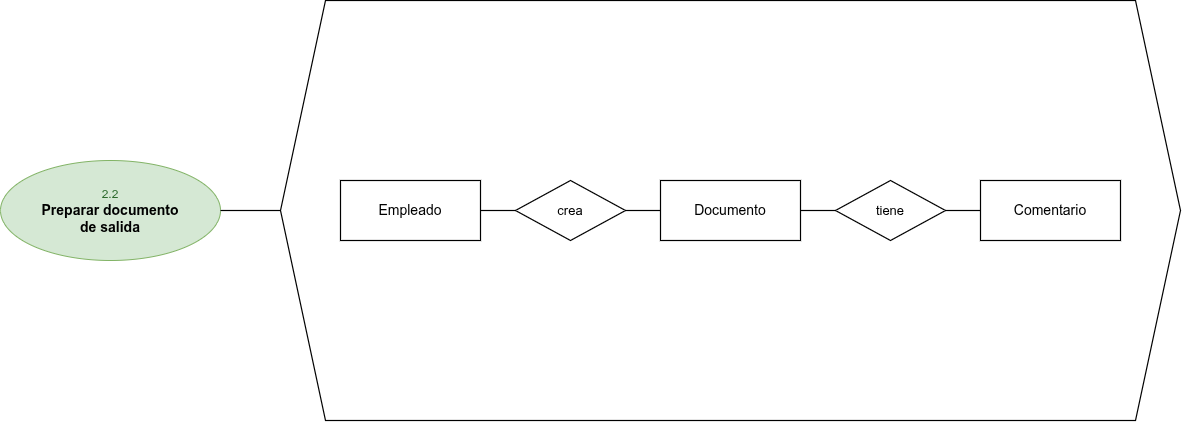 2.2
Preparar documento
de salida
Empleado
crea
Documento
tiene
Comentario